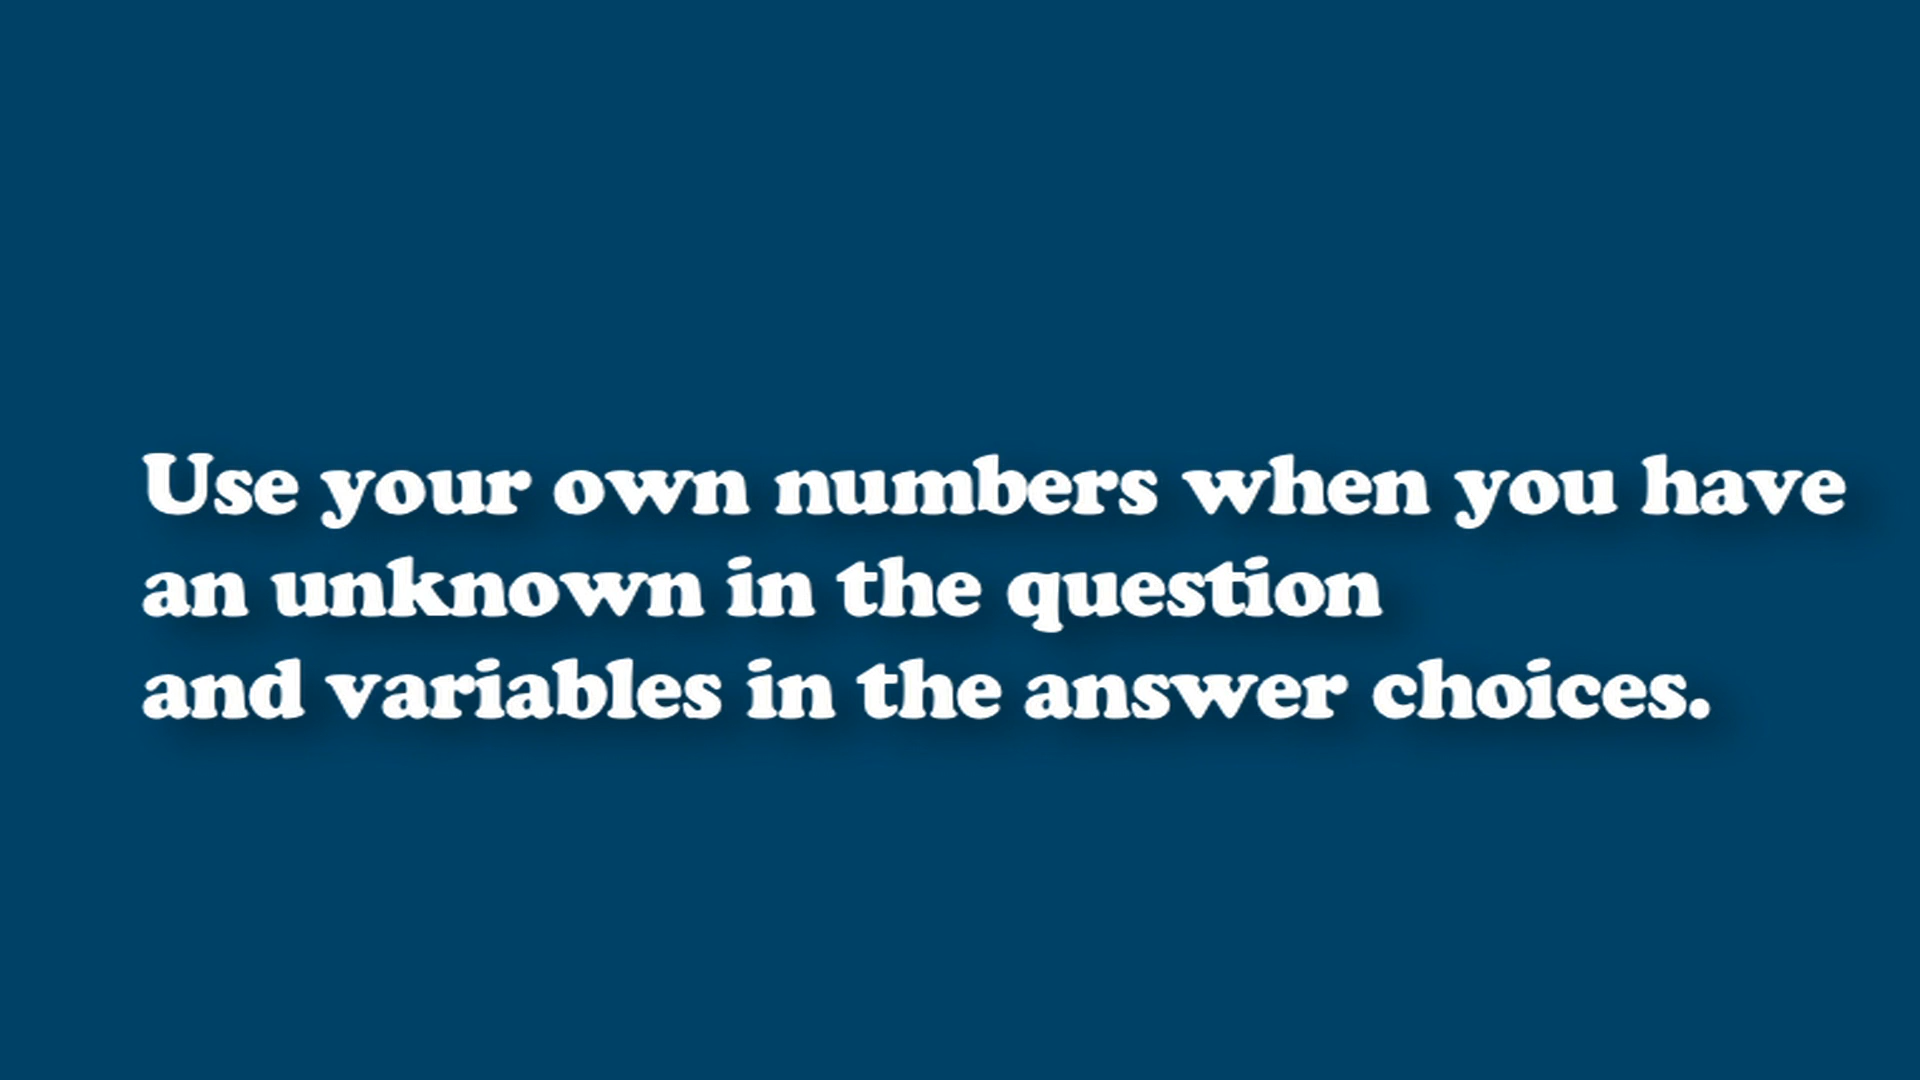 Use your own numbers when you have
an unknown in the question
and variables in the answer choices.